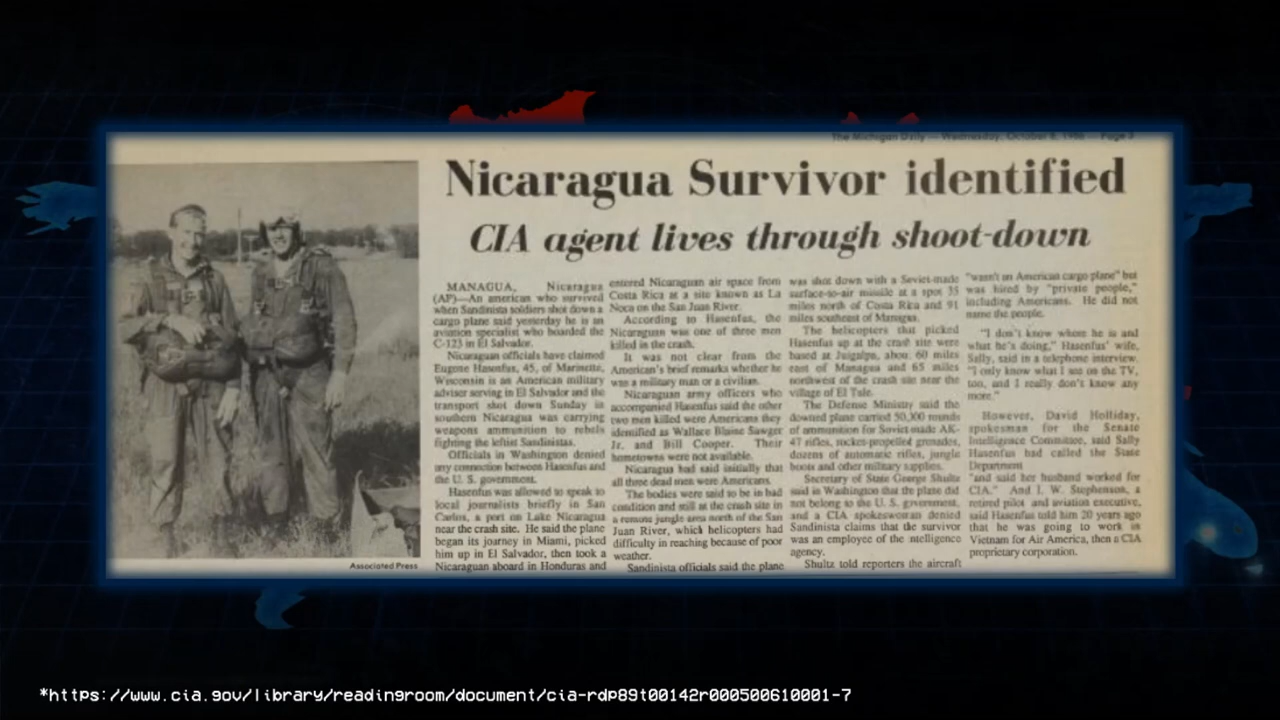 The Michigan Daily — Wednesday, October 8, 1986 — Page 3
Nicaragua Survivor identified
CIA agent lives through shoot-down
MANAGUA, Nicaragua
(AP)—An american who survived
when Sandinista soldiers shot down a
cargo plane said yesterday he is an
aviation specialist who boarded the
C-123 in El Salvador.
Nicaraguan officials have claimed
Eugene Hasenfus, 45, of Marinette,
Wisconsin is an American military
adviser serving in El Salvador and the
transport shot down Sunday in
southern Nicaragua was carrying
weapons ammunition to rebels
fighting the leftist Sandinistas.
Officials in Washington denied
any connection between Hasenfus and
the U. S. government.
Hasenfus was allowed to speak to
local journalists briefly in San
Carlos, a port on Lake Nicaragua
near the crash site. He said the plane
began its journey in Miami, picked
him up in El Salvador, then took a
Nicaraguan aboard in Honduras and
entered Nicaraguan air space from
Costa Rica at a site known as La
Noca on the San Juan River.
According to Hasenfus, the
Nicaraguan was one of three men
killed in the crash.
It was not clear from the
American's brief remarks whether he
was a military man or a civilian.
Nicaraguan army officers who
accompanied Hasenfus said the other
two men killed were Americans they
identified as Wallace Blaine Sawyer
Jr. and Bill Cooper. Their
hometowns were not available.
Nicaragua had said initially that
all three dead men were Americans.
The bodies were said to be in bad
condition and still at the crash site in
a remote jungle area north of the San
Juan River, which helicopters had
difficulty in reaching because of poor
weather.
Sandinista officials said the plane
was shot down with a Soviet-made
surface-to-air missile at a spot 35
miles north of Costa Rica and 91
miles southeast of Managua.
The helicopters that picked
Hasenfus up at the crash site were
based at Juigalpa, about 60 miles
east of Managua and 65 miles
northwest of the crash site near the
village of El Tule.
The Defense Ministry said the
downed plane carried 50,000 rounds
of ammunition for Soviet-made AK-
47 rifles, rocket-propelled grenades,
dozens of automatic rifles, jungle
boots and other military supplies.
Secretary of State George Shultz
said in Washington that the plane did
not belong to the U. S. government,
and a CIA spokeswoman denied
Sandinista claims that the survivor
was an employee of the intelligence
agency.
Shultz told reporters the aircraft
"wasn't an American cargo plane" but
was hired by "private people,"
including Americans. He did not
name the people.
"I don't know where he is and
what he's doing," Hasenfus' wife,
Sally, said in a telephone interview.
"I only know what I see on the TV,
too, and I really don't know any
more."
However, David Holliday,
spokesman for the Senate
Intelligence Committee, said Sally
Hasenfus had called the State
Department
"and said her husband worked for
CIA." And J. W. Stephenson, a
retired pilot and aviation executive,
said Hasenfus told him 20 years ago
that he was going to work in
Vietnam for Air America, then a CIA
proprietary corporation.
Associated Press
*https://www.cia.gov/library/readingroom/document/cia-rdp89t00142r000500610001-7